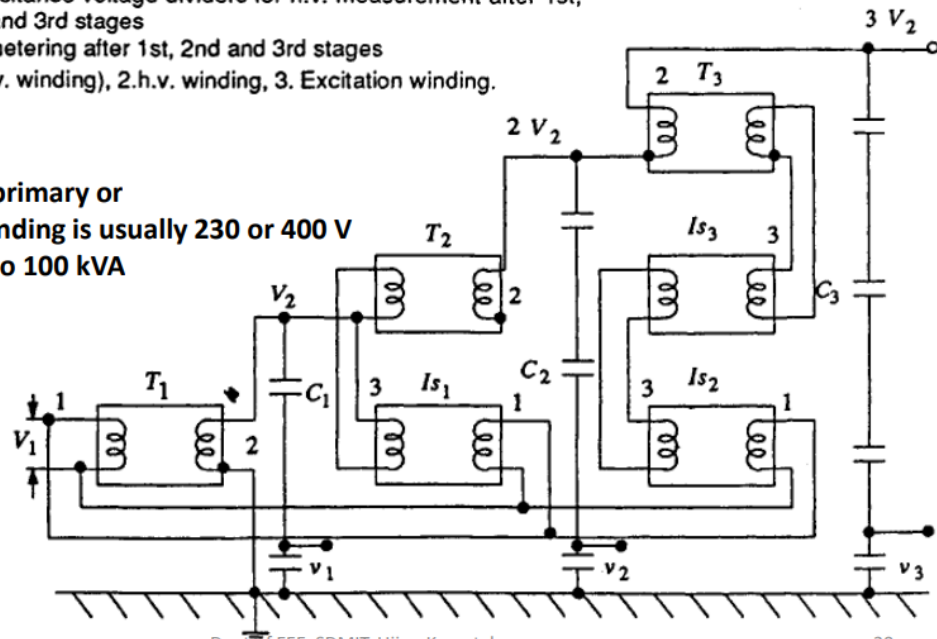 nd 3rd stages
etering after 1st, 2nd and 3rd stages
. winding), 2.h.v. winding, 3. Excitation winding.
primary or
nding is usually 230 or 400 V
o 100 kVA
3 V2
2 T3
2 V2
T2
Is3 3
V2
2
C3
T1
1
C1
3 Is1 1
C2
3 Is2 1
V1
2
v1
v2
v3